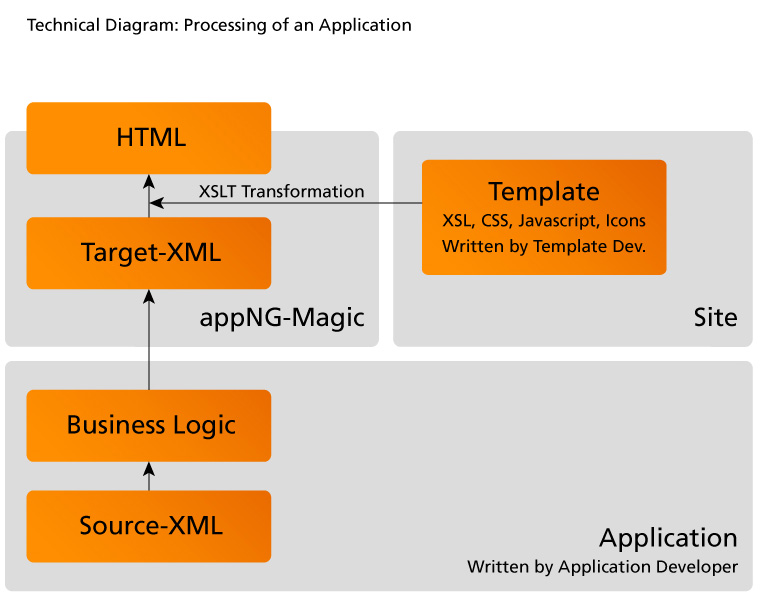 Technical Diagram: Processing of an Application
HTML
XSLT Transformation
Template
XSL, CSS, Javascript, Icons
Written by Template Dev.
Target-XML
appNG-Magic
Site
Business Logic
Source-XML
Application
Written by Application Developer